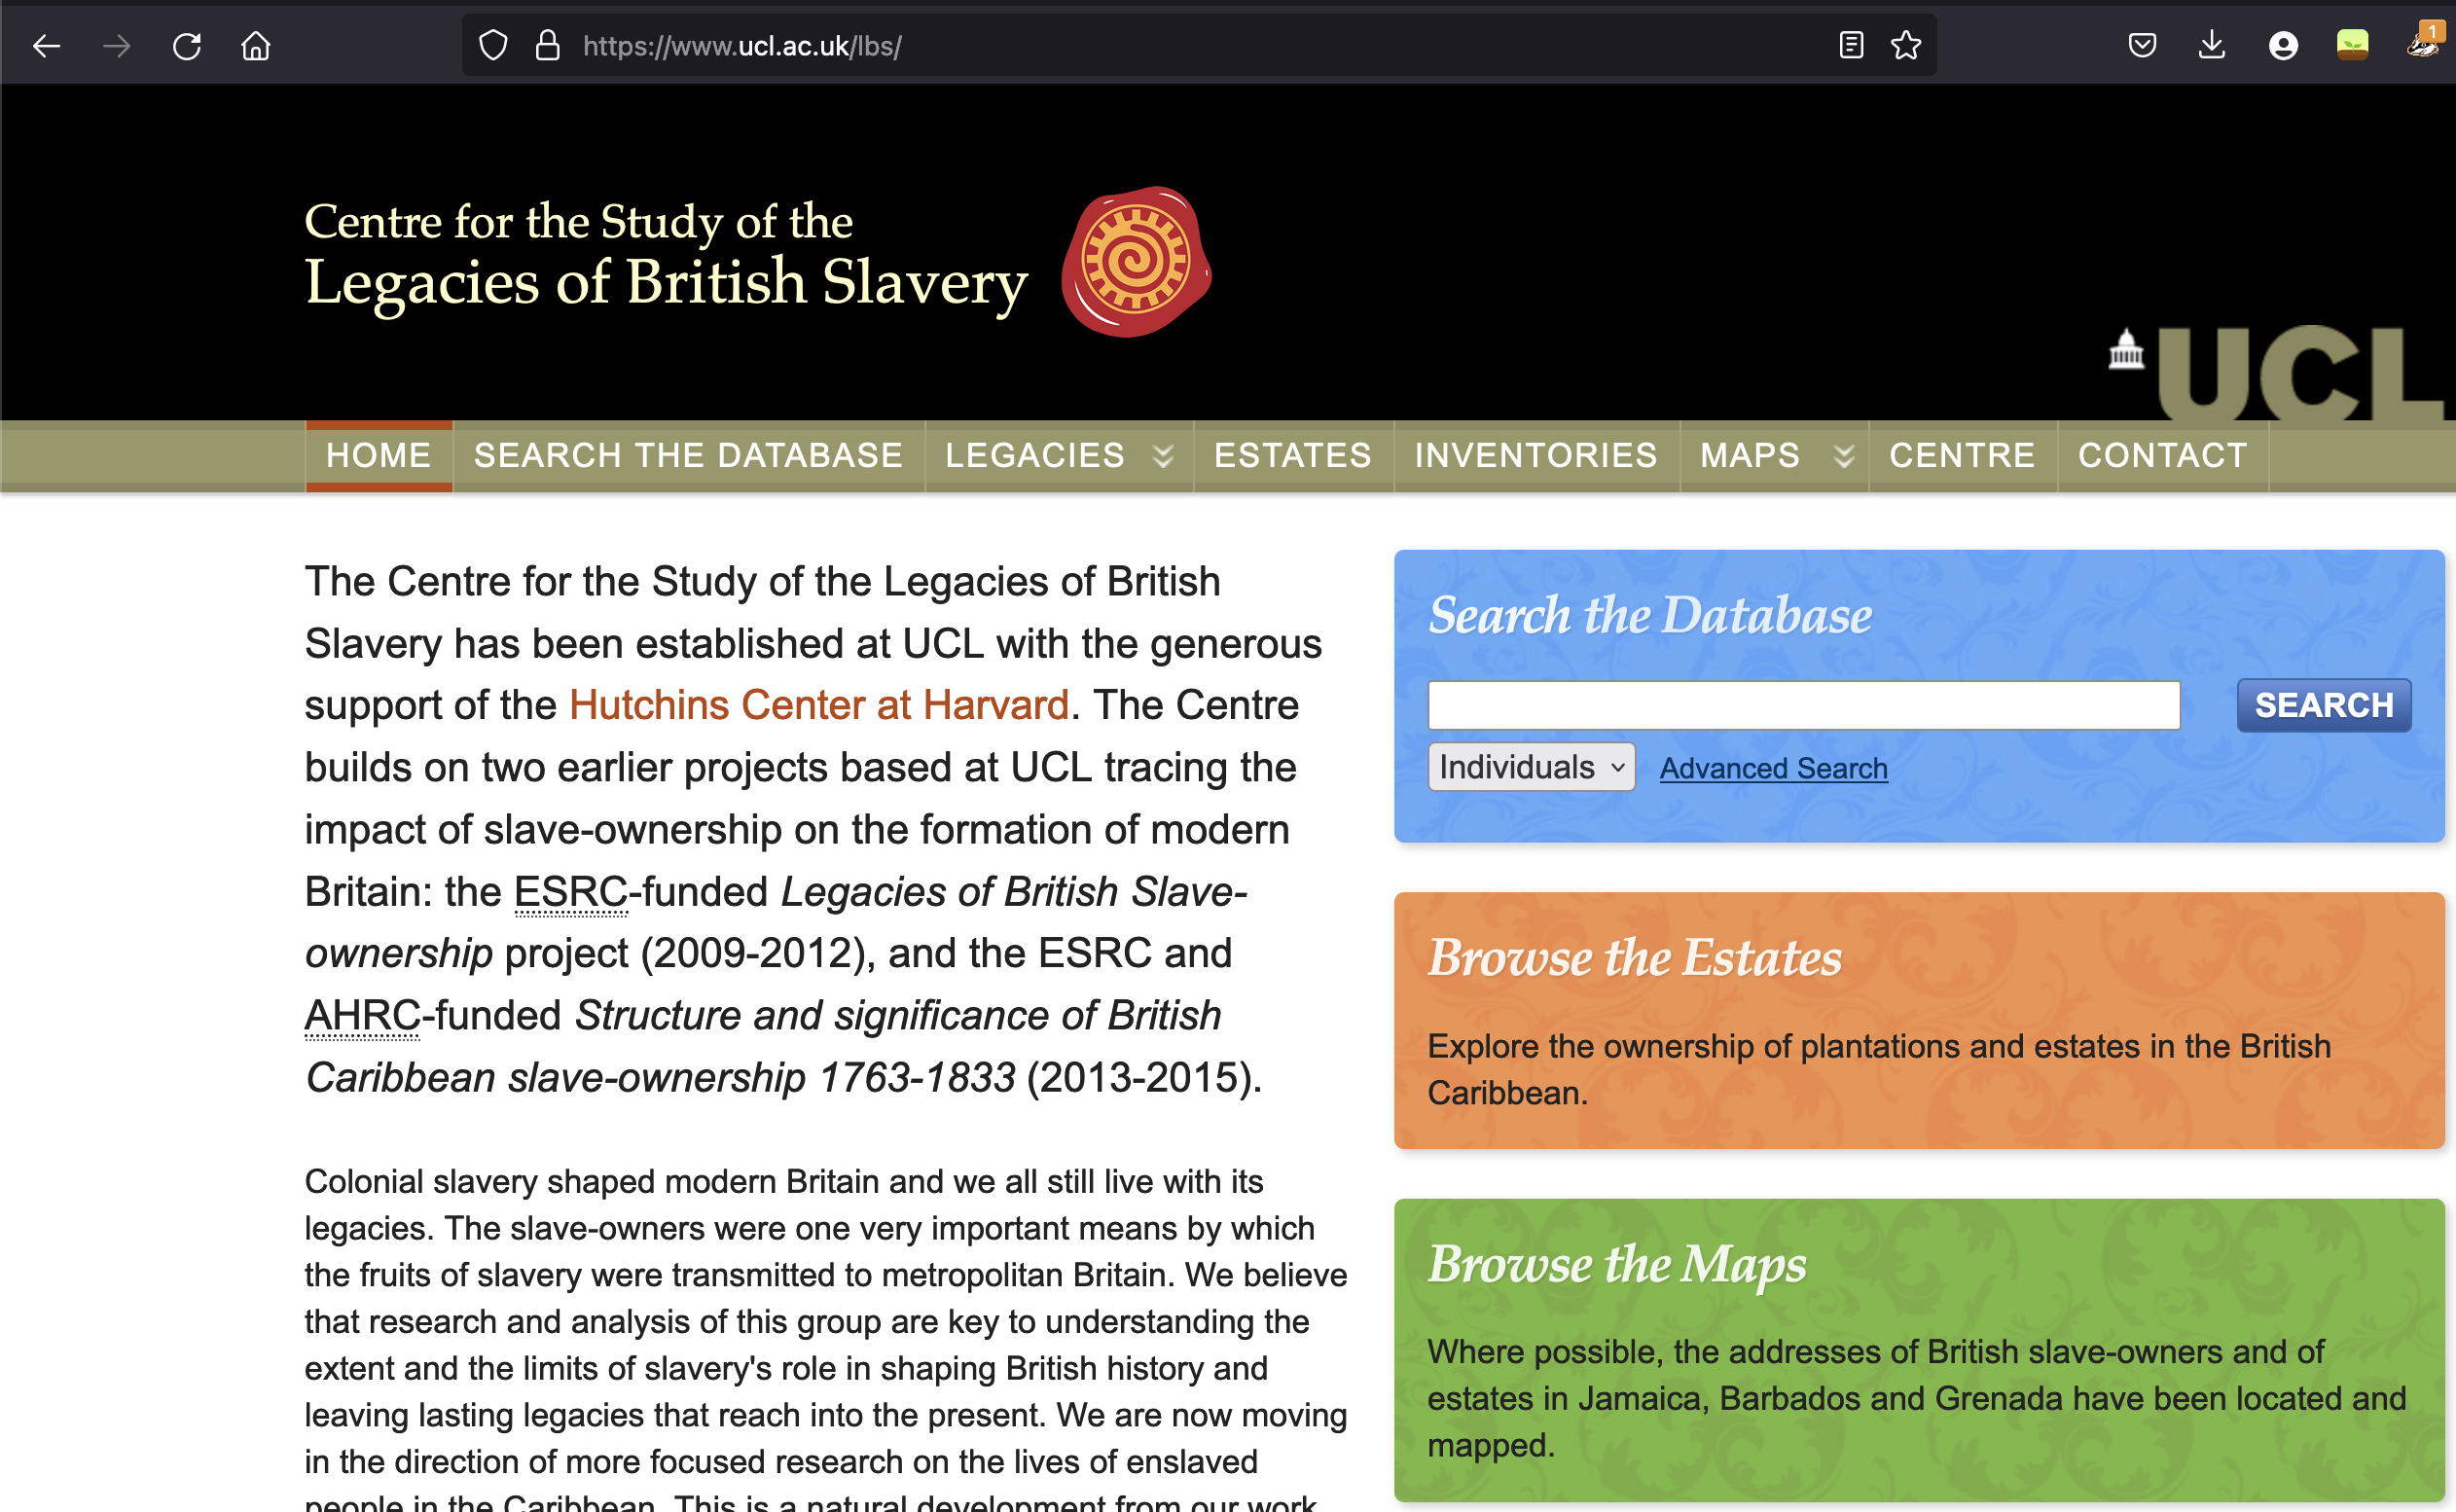 https://www.ucl.ac.uk/lbs/
1
Centre for the Study of the
Legacies of British Slavery
UCL
HOME SEARCH THE DATABASE LEGACIES ESTATES INVENTORIES MAPS CENTRE CONTACT
The Centre for the Study of the Legacies of British
Slavery has been established at UCL with the generous
support of the Hutchins Center at Harvard. The Centre
builds on two earlier projects based at UCL tracing the
impact of slave-ownership on the formation of modern
Britain: the ESRC-funded Legacies of British Slave-
ownership project (2009-2012), and the ESRC and
AHRC-funded Structure and significance of British
Caribbean slave-ownership 1763-1833 (2013-2015).
Colonial slavery shaped modern Britain and we all still live with its
legacies. The slave-owners were one very important means by which
the fruits of slavery were transmitted to metropolitan Britain. We believe
that research and analysis of this group are key to understanding the
extent and the limits of slavery's role in shaping British history and
leaving lasting legacies that reach into the present. We are now moving
in the direction of more focused research on the lives of enslaved
people in the Caribbean. This is a natural development from our work
Search the Database
SEARCH
Individuals Advanced Search
Browse the Estates
Explore the ownership of plantations and estates in the British
Caribbean.
Browse the Maps
Where possible, the addresses of British slave-owners and of
estates in Jamaica, Barbados and Grenada have been located and
mapped.